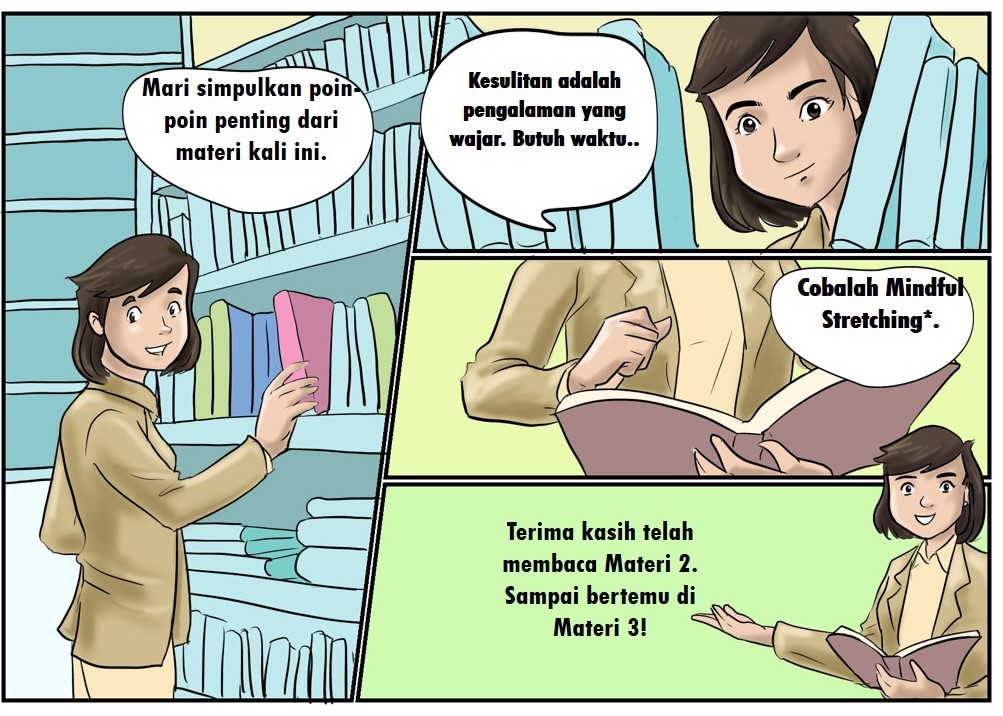 Mari simpulkan poin-
poin penting dari
materi kali ini.
Kesulitan adalah
pengalaman yang
wajar. Butuh waktu..
Cobalah Mindful
Stretching*.
Terima kasih telah
membaca Materi 2.
Sampai bertemu di
Materi 3!